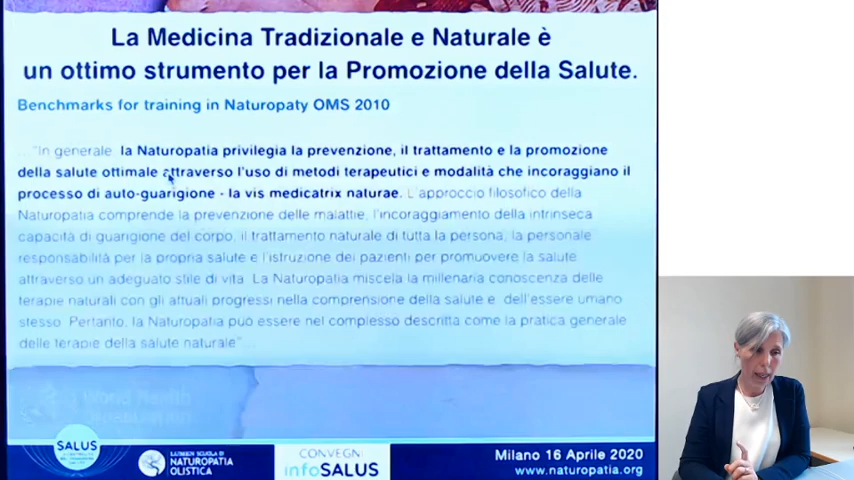 La Medicina Tradizionale e Naturale è
un ottimo strumento per la Promozione della Salute.
Benchmarks for training in Naturopaty OMS 2010
..."In generale la Naturopatia privilegia la prevenzione, il trattamento e la promozione
della salute ottimale attraverso l'uso di metodi terapeutici e modalità che incoraggiano il
processo di auto-guarigione - la vis medicatrix naturae. L'approccio filosofico della
Naturopatia comprende la prevenzione delle malattie, l'incoraggiamento della intrinseca
capacità di guarigione del corpo, il trattamento naturale di tutta la persona, la personale
responsabilità per la propria salute e l'istruzione dei pazienti per promuovere la salute
attraverso un adeguato stile di vita. La Naturopatia miscela la millenaria conoscenza delle
terapie naturali con gli attuali progressi nella comprensione della salute e dell'essere umano
stesso. Pertanto, la Naturopatia può essere nel complesso descritta come la pratica generale
delle terapie della salute naturale"...
World Health
Organization
SALUS
NATUROPATIA
OLISTICA
CONVEGNI
infoSALUS
Milano 16 Aprile 2020
www.naturopatia.org